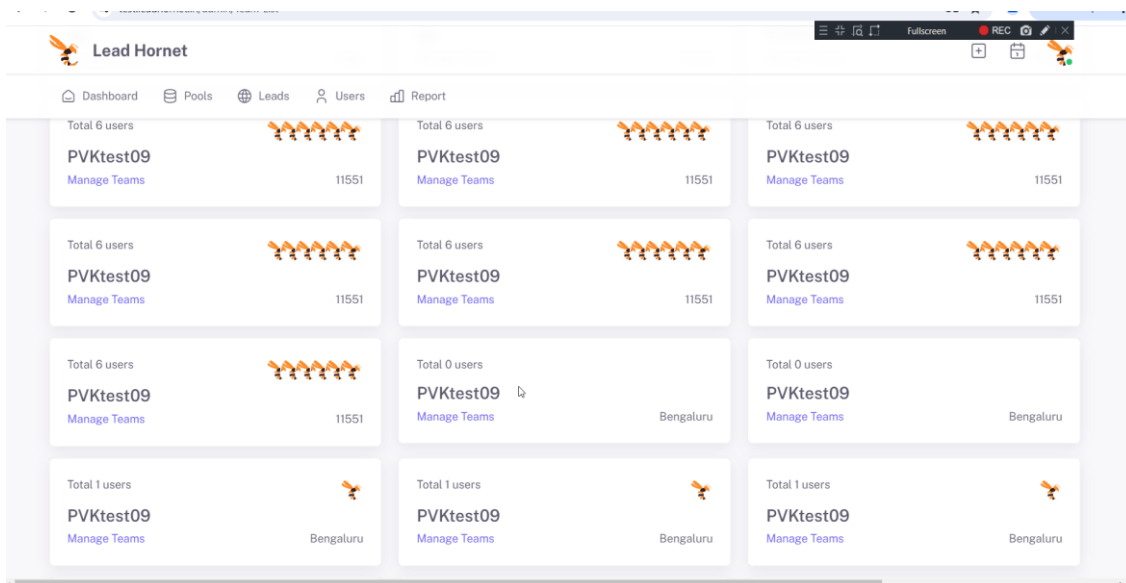 Fullscreen
REC
Lead Hornet
Dashboard Pools Leads Users Report
Total 6 users Total 6 users Total 6 users
PVKtest09 PVKtest09 PVKtest09
Manage Teams 11551 Manage Teams 11551 Manage Teams 11551
Total 6 users Total 6 users Total 6 users
PVKtest09 PVKtest09 PVKtest09
Manage Teams 11551 Manage Teams 11551 Manage Teams 11551
Total 6 users Total 0 users Total 0 users
PVKtest09 PVKtest09 PVKtest09
Manage Teams 11551 Manage Teams Bengaluru Manage Teams Bengaluru
Total 1 users Total 1 users Total 1 users
PVKtest09 PVKtest09 PVKtest09
Manage Teams Bengaluru Manage Teams Bengaluru Manage Teams Bengaluru